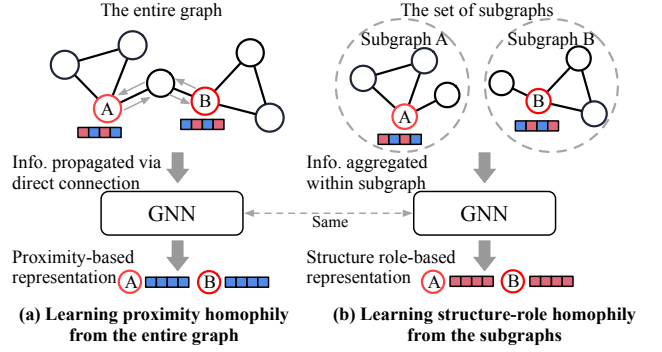 The entire graph
A
B
Info. propagated via
direct connection
GNN
Proximity-based
representation
A
B
(a) Learning proximity homophily
from the entire graph
Same
The set of subgraphs
Subgraph A
Subgraph B
A
B
Info. aggregated
within subgraph
GNN
Structure role-based
representation
A
B
(b) Learning structure-role homophily
from the subgraphs